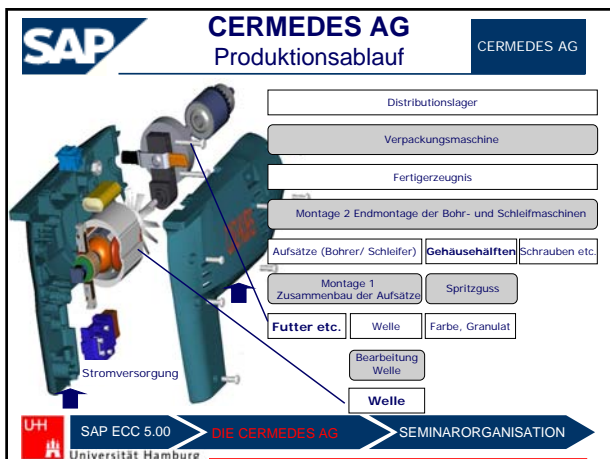 SAP
CERMEDES AG
Produktionsablauf
CERMEDES AG
Distributionslager
Verpackungsmaschine
Fertigerzeugnis
Montage 2 Endmontage der Bohr- und Schleifmaschinen
Aufsätze (Bohrer/ Schleifer)
Gehäusehälften
Schrauben etc.
Montage 1
Zusammenbau der Aufsätze
Spritzguss
Futter etc.
Welle
Farbe, Granulat
Bearbeitung
Welle
Welle
Stromversorgung
UH
SAP ECC 5.00
DIE CERMEDES AG
SEMINARORGANISATION
Universität Hamburg